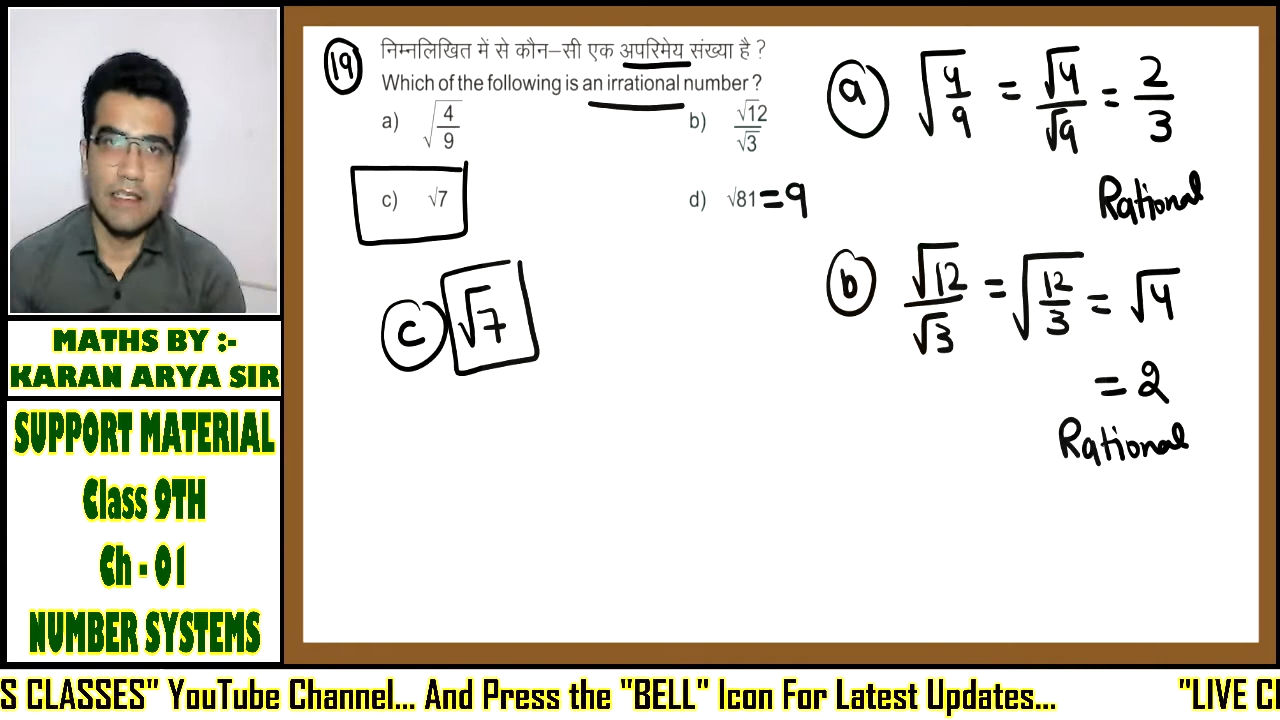 19 निम्नलिखित में से कौन–सी एक अपरिमेय संख्या है ?
Which of the following is an irrational number ?
a) √4/9 b) √12/√3
c) √7 d) √81 = 9
c √7
a √4/9 = √4/√9 = 2/3
Rational
b √12/√3 = √12/3 = √4
= 2
Rational
MATHS BY :-
KARAN ARYA SIR
SUPPORT MATERIAL
Class 9TH
Ch - 01
NUMBER SYSTEMS
S CLASSES" YouTube Channel... And Press the "BELL" Icon For Latest Updates... "LIVE CL